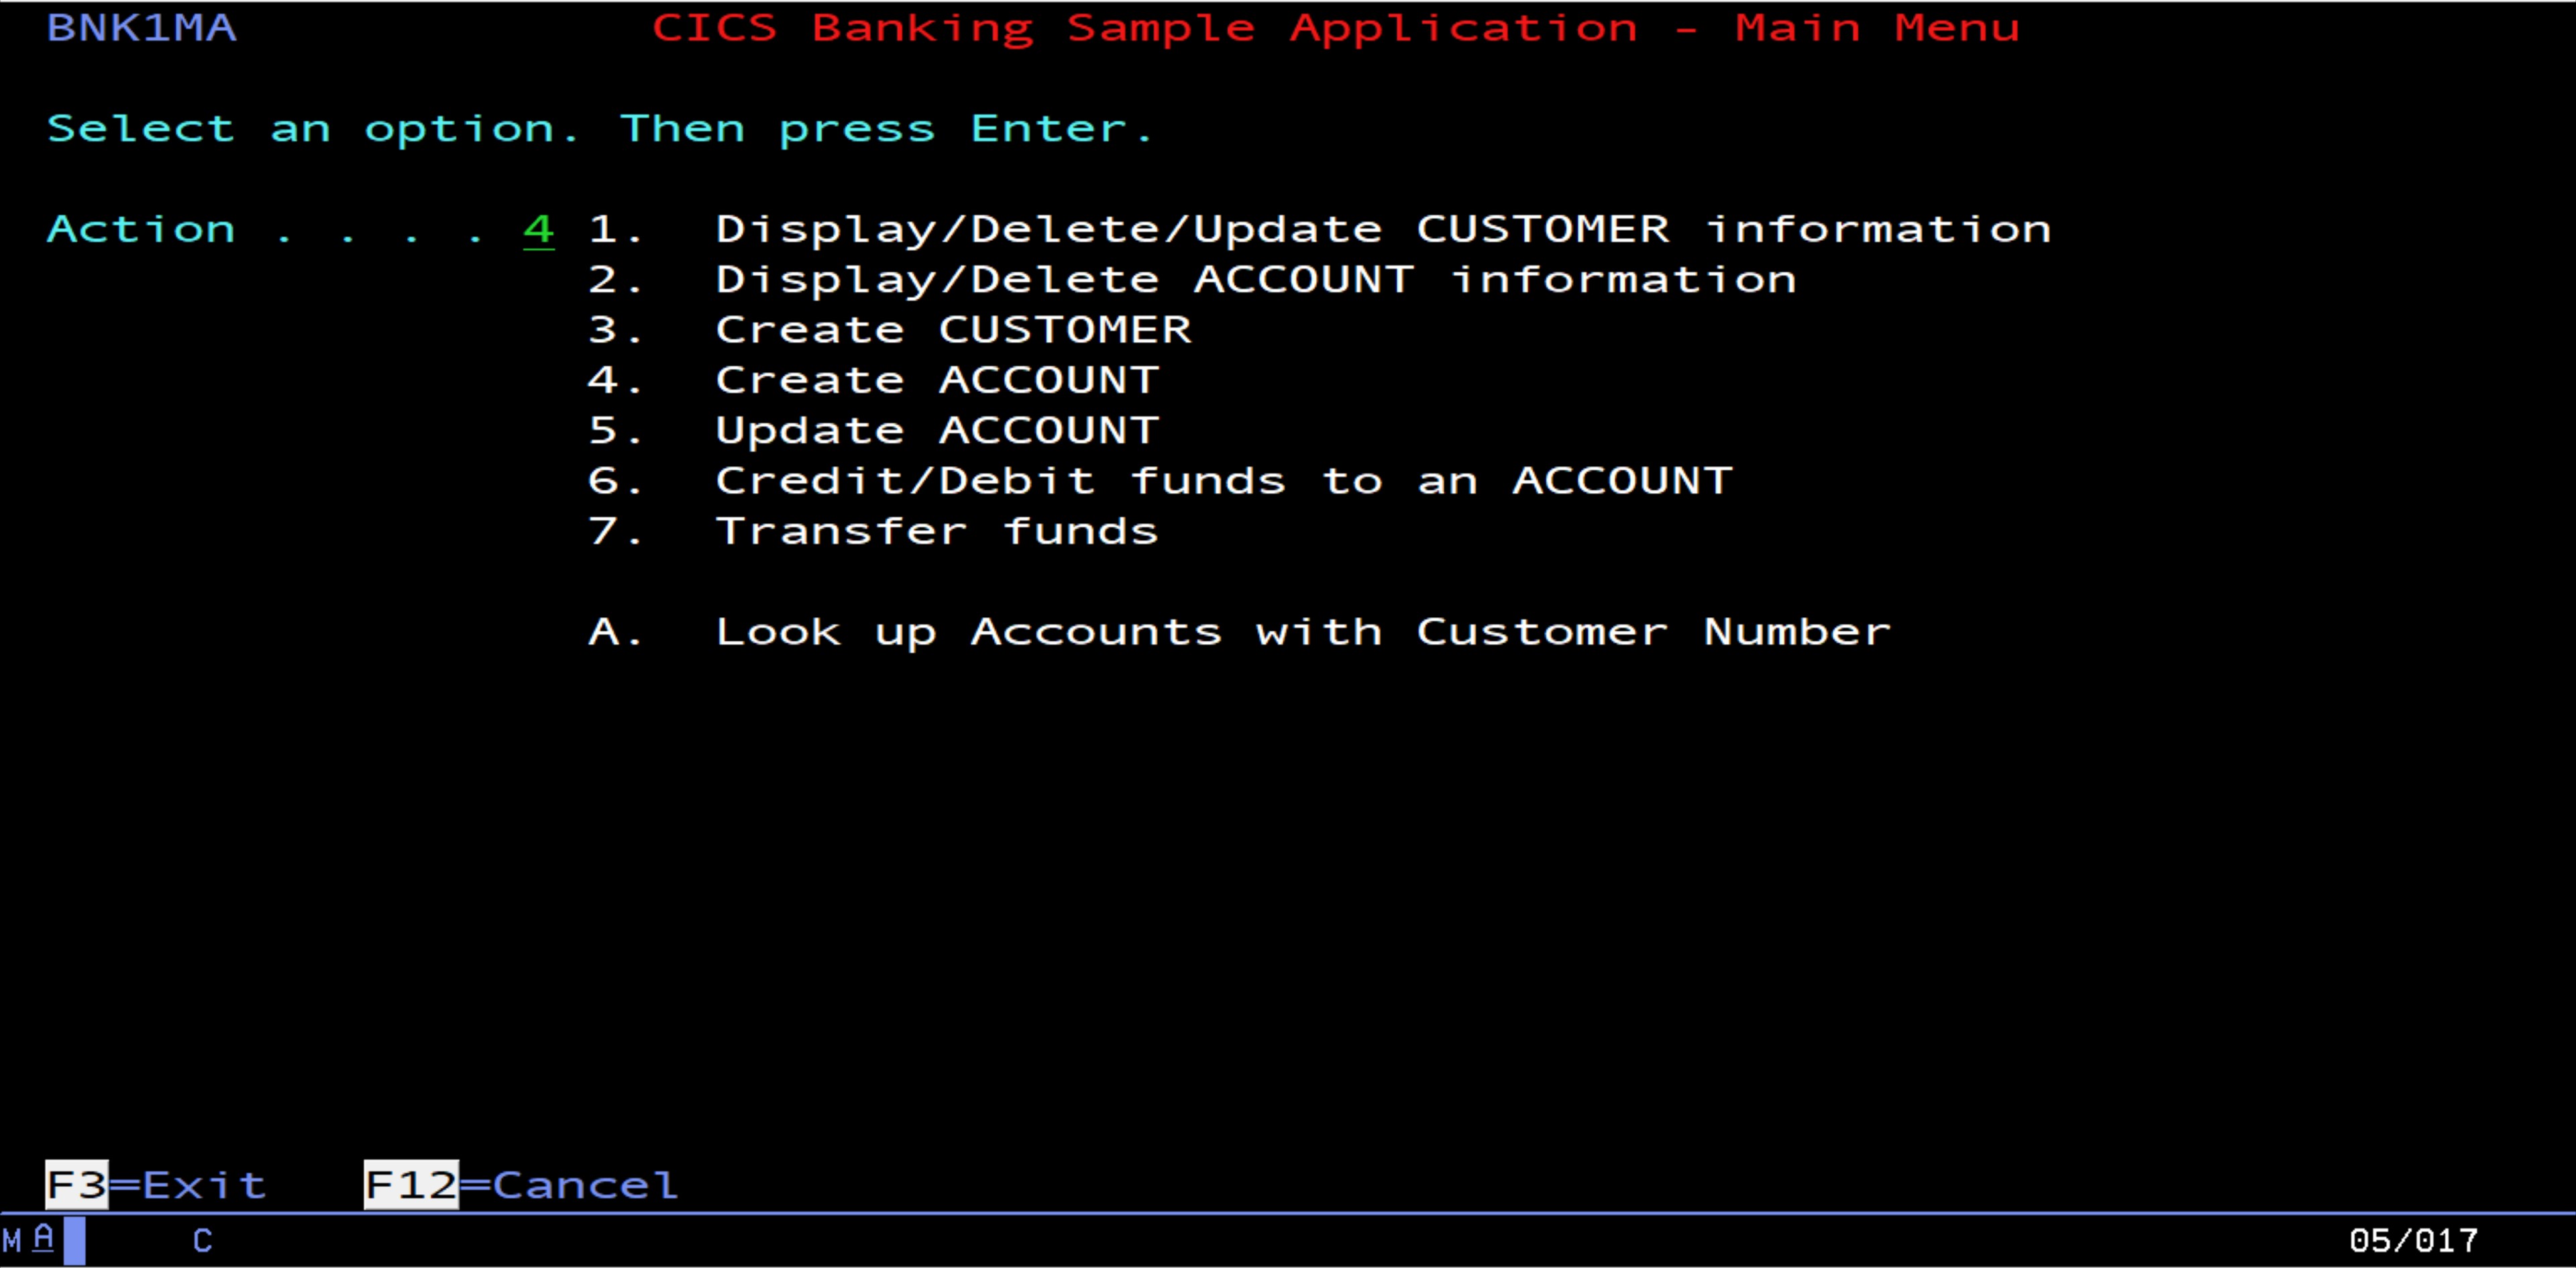 BNK1MA CICS Banking Sample Application - Main Menu
Select an option. Then press Enter.
Action . . . . 4 1. Display/Delete/Update CUSTOMER information
2. Display/Delete ACCOUNT information
3. Create CUSTOMER
4. Create ACCOUNT
5. Update ACCOUNT
6. Credit/Debit funds to an ACCOUNT
7. Transfer funds
A. Look up Accounts with Customer Number
F3=Exit F12=Cancel
MA C 05/017